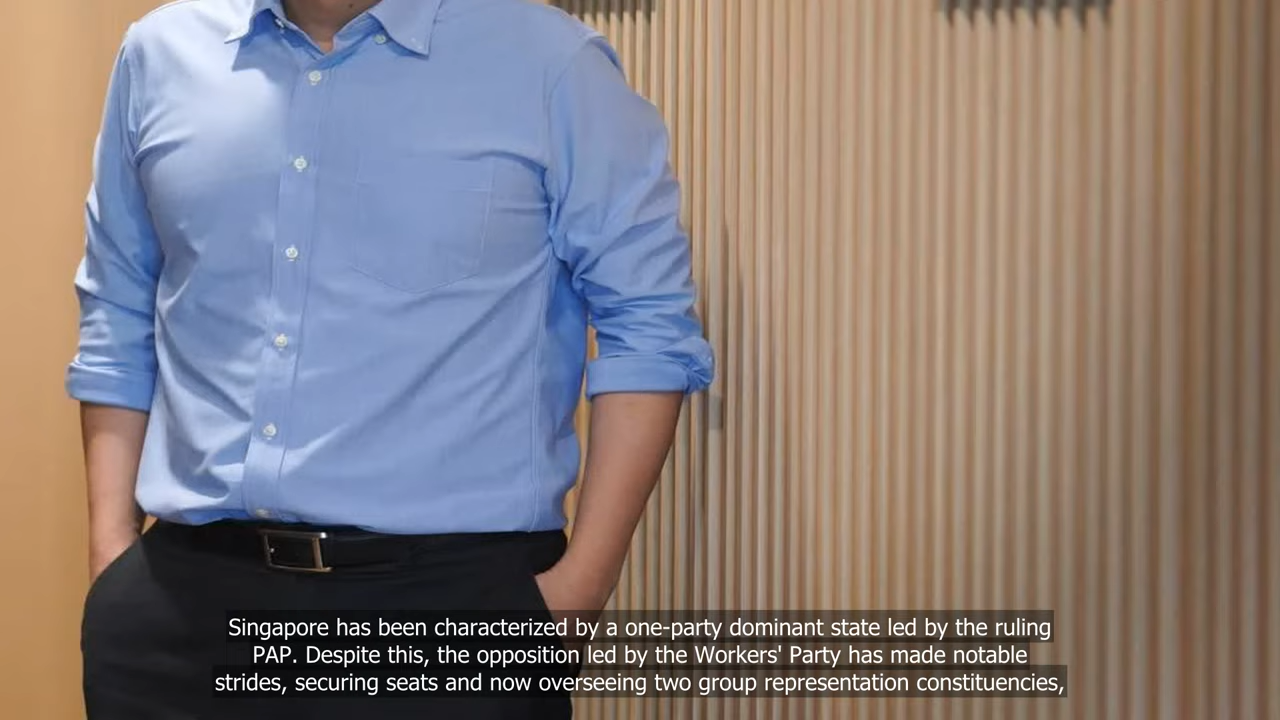 Singapore has been characterized by a one-party dominant state led by the ruling
PAP. Despite this, the opposition led by the Workers' Party has made notable
strides, securing seats and now overseeing two group representation constituencies,